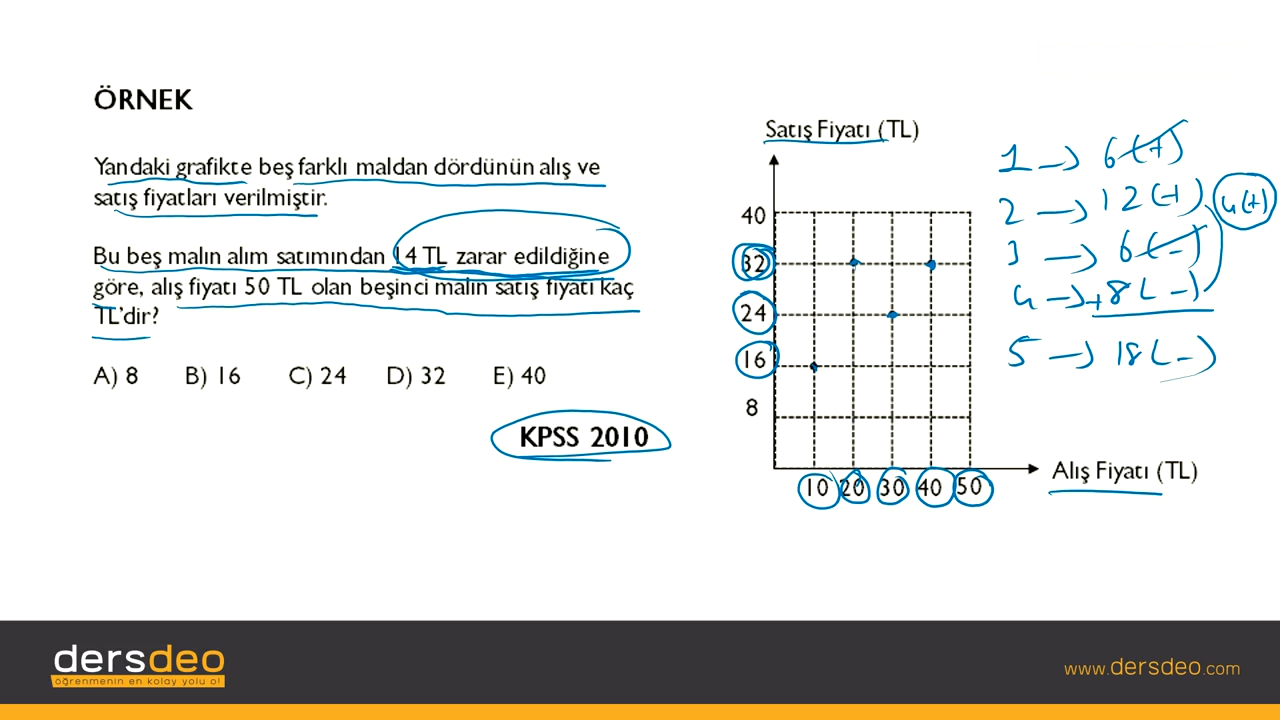 ÖRNEK
Yandaki grafikte beş farklı maldan dördünün alış ve
satış fiyatları verilmiştir.
Bu beş malın alım satımından 14 TL zarar edildiğine
göre, alış fiyatı 50 TL olan beşinci malın satış fiyatı kaç
TL'dir?
A) 8 B) 16 C) 24 D) 32 E) 40
KPSS 2010
Satış Fiyatı (TL)
40
32
24
16
8
10 20 30 40 50
Alış Fiyatı (TL)
1 → 6 (+)
2 → 12 (+) 4 (+)
3 → 6 (-)
4 → +8 (-)
5 → 18 (-)
dersdeo
öğrenmenin en kolay yolu o!
www.dersdeo.com